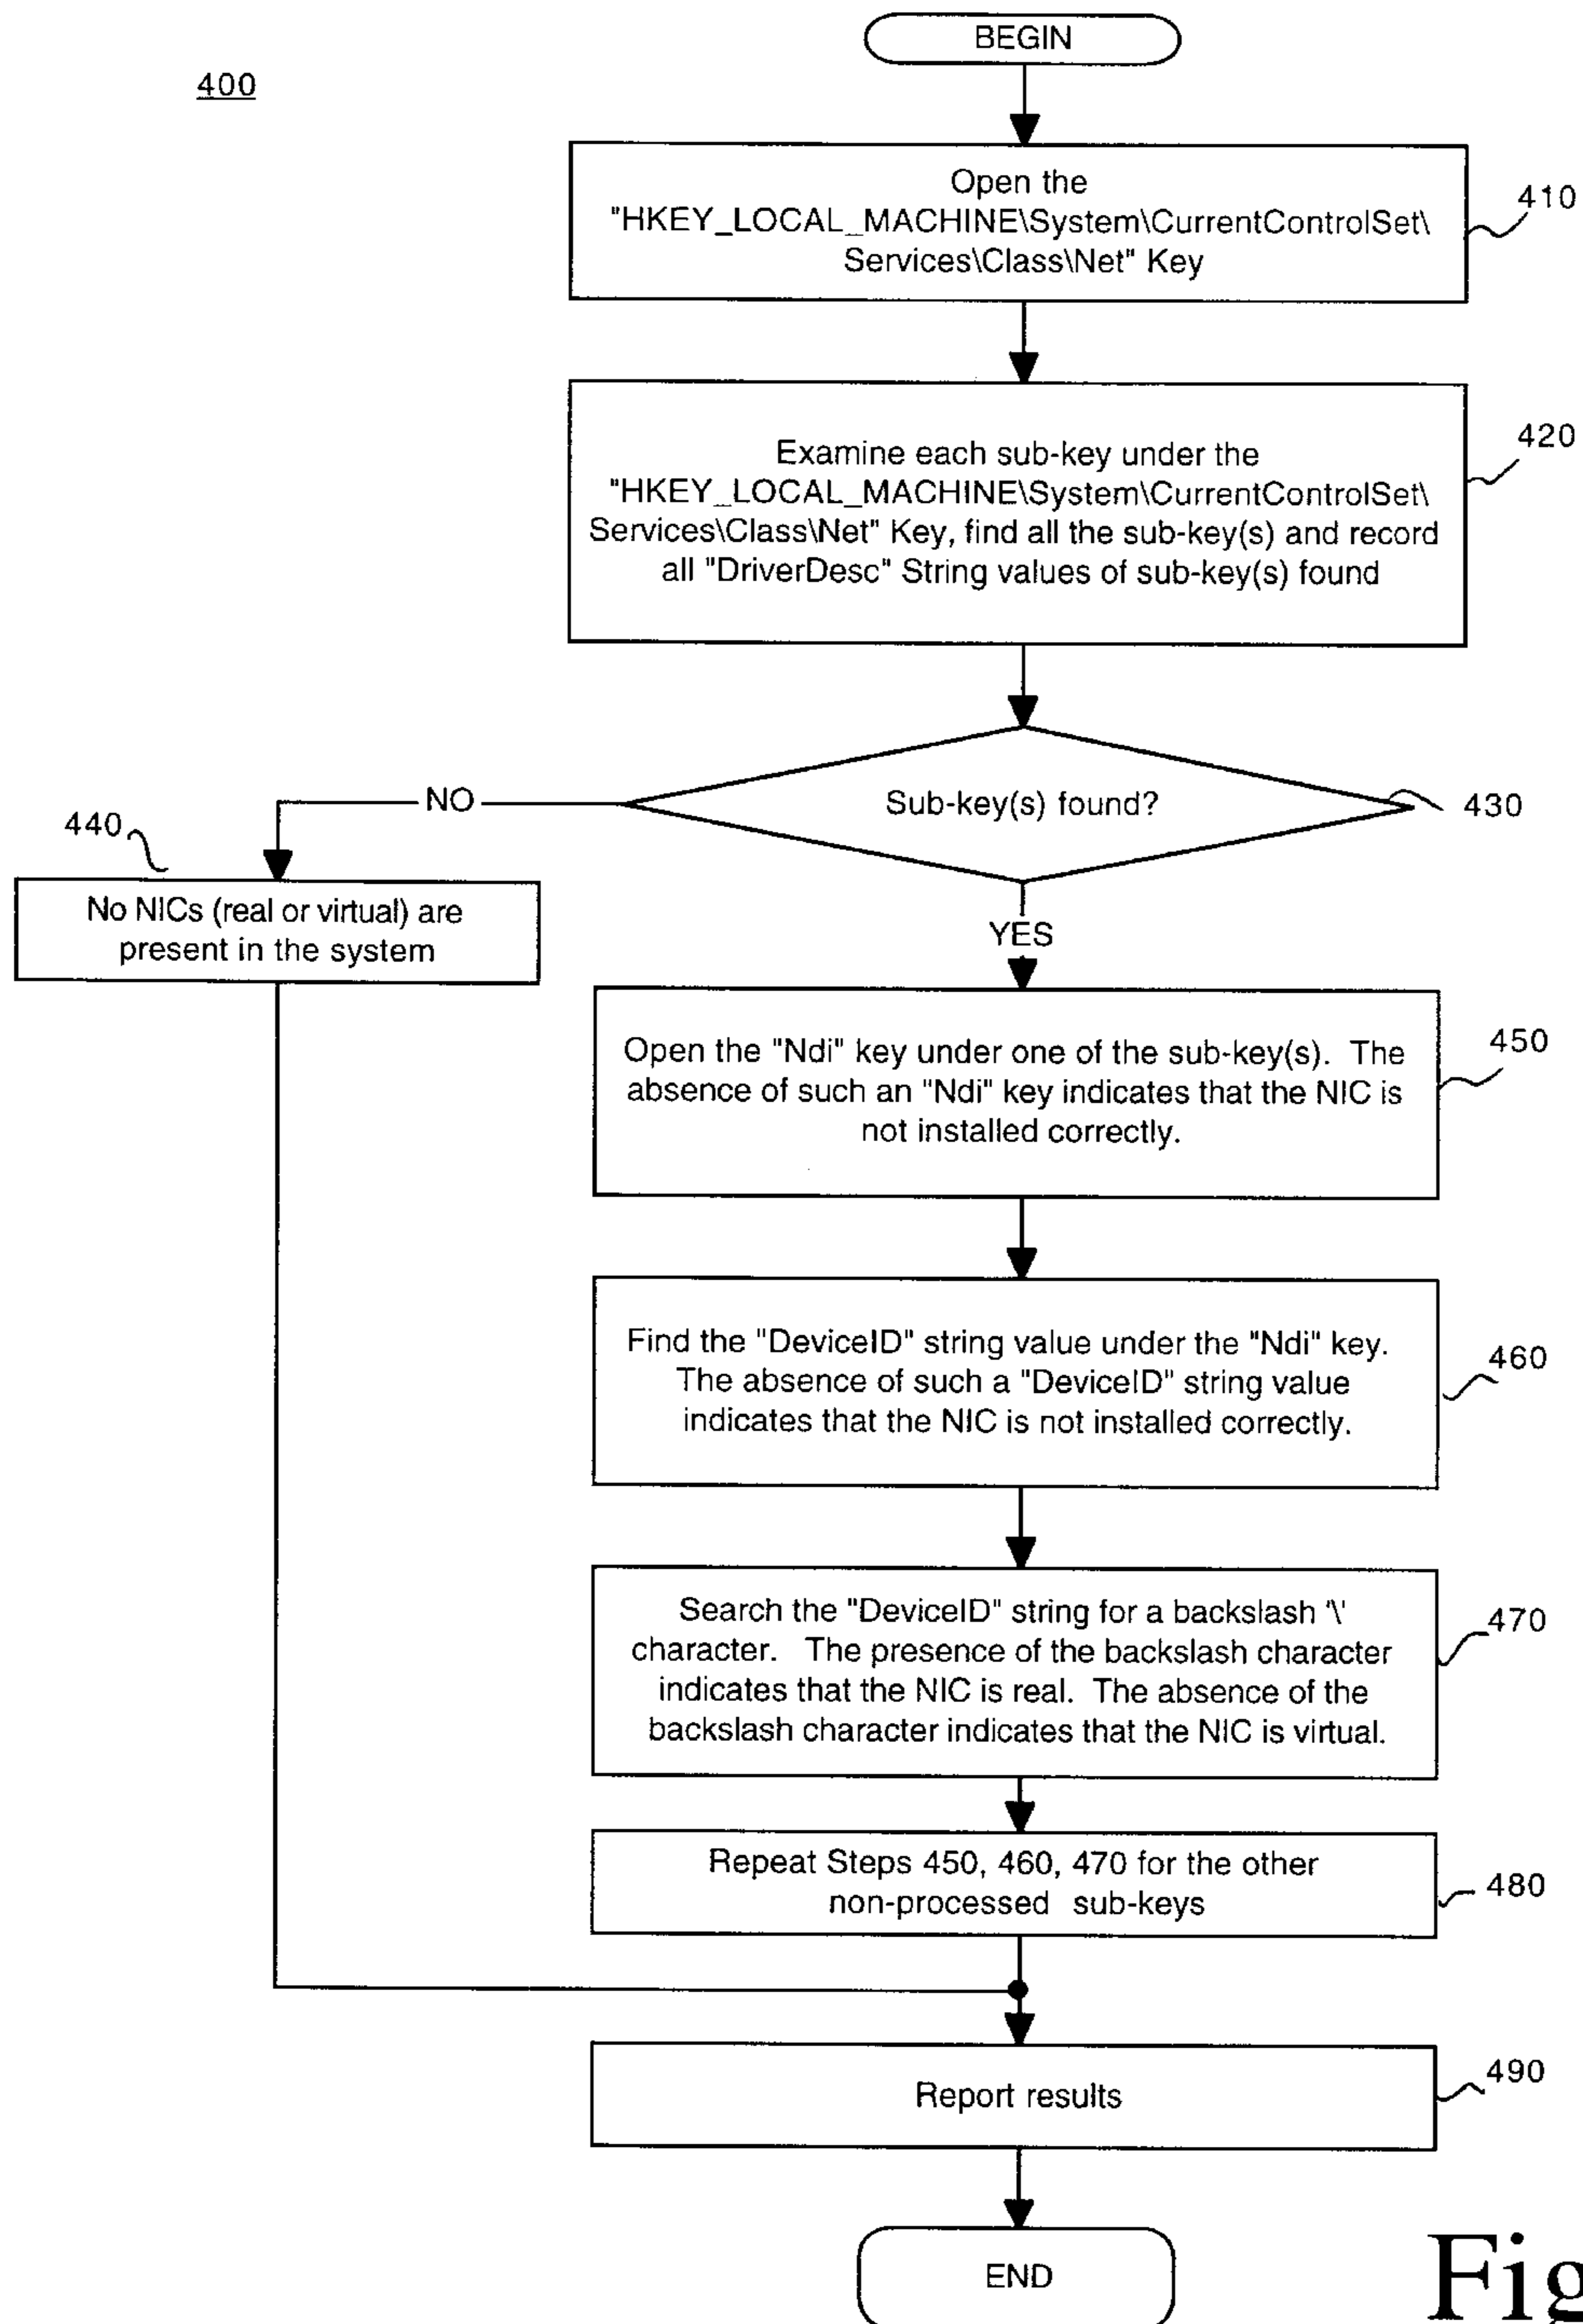 BEGIN
400
Open the
"HKEY_LOCAL_MACHINE\System\CurrentControlSet\
Services\Class\Net" Key
410
Examine each sub-key under the
"HKEY_LOCAL_MACHINE\System\CurrentControlSet\
Services\Class\Net" Key, find all the sub-key(s) and record
all "DriverDesc" String values of sub-key(s) found
420
Sub-key(s) found?
430
NO
440
No NICs (real or virtual) are
present in the system
YES
Open the "Ndi" key under one of the sub-key(s). The
absence of such an "Ndi" key indicates that the NIC is
not installed correctly.
450
Find the "DeviceID" string value under the "Ndi" key.
The absence of such a "DeviceID" string value
indicates that the NIC is not installed correctly.
460
Search the "DeviceID" string for a backslash '\'
character. The presence of the backslash character
indicates that the NIC is real. The absence of the
backslash character indicates that the NIC is virtual.
470
Repeat Steps 450, 460, 470 for the other
non-processed sub-keys
480
Report results
490
END
Fig